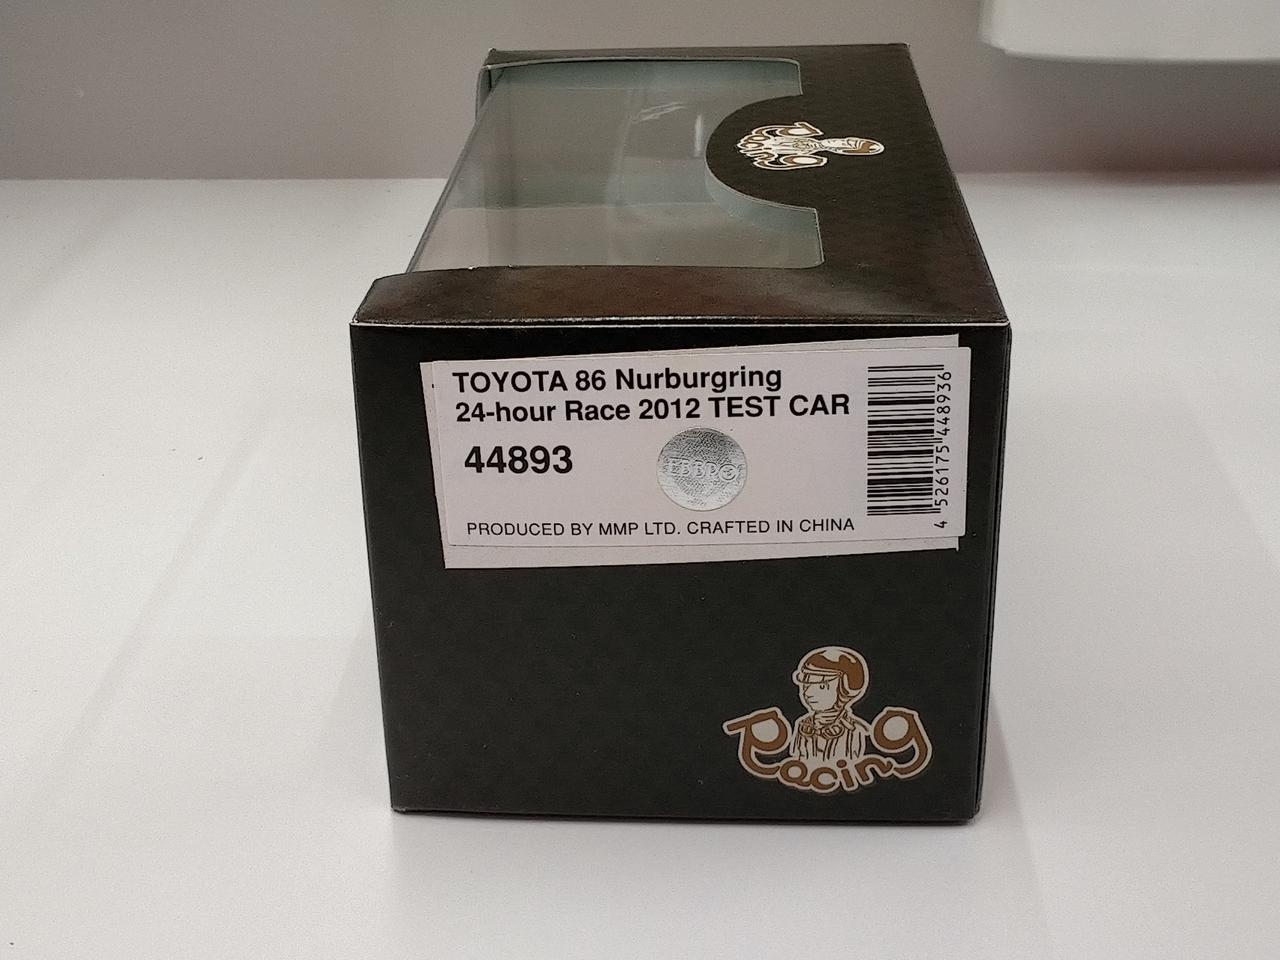 Racing
TOYOTA 86 Nurburgring
24-hour Race 2012 TEST CAR
44893
EBBRO
PRODUCED BY MMP LTD. CRAFTED IN CHINA
4 526175 448936
Racing